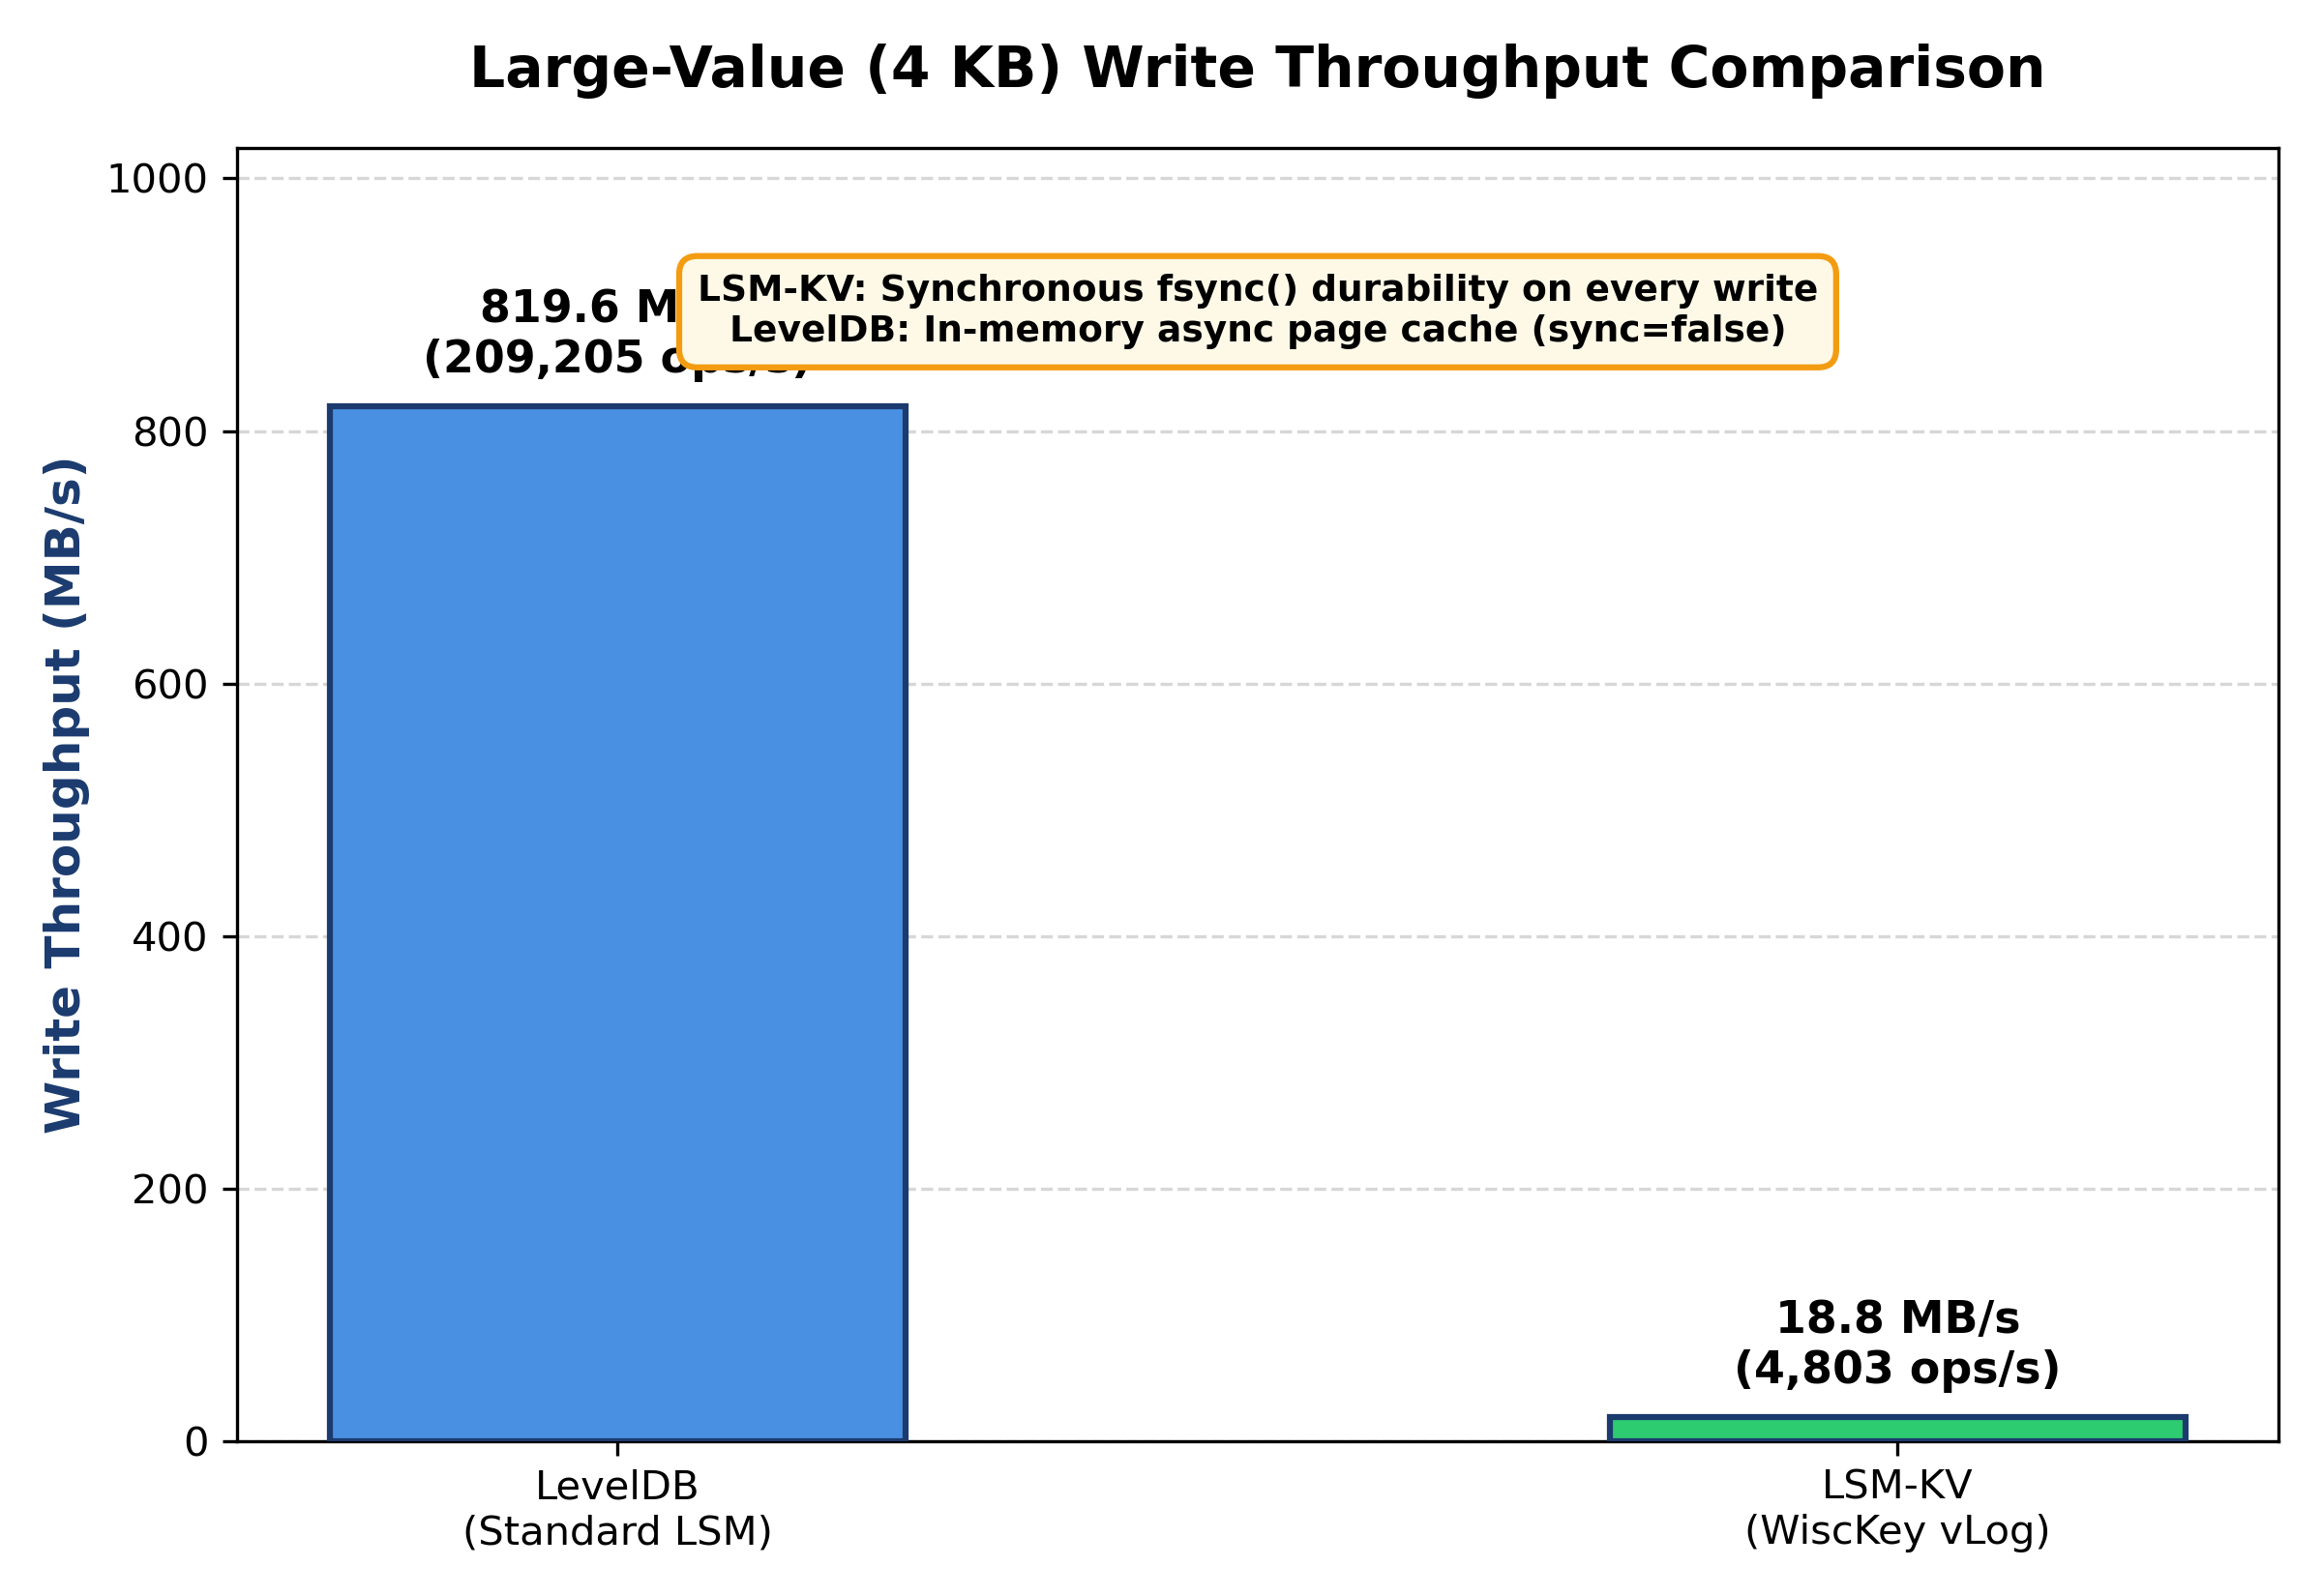 Large-Value (4 KB) Write Throughput Comparison
Write Throughput (MB/s)
1000
800
600
400
200
0
819.6
(209,205
LSM-KV: Synchronous fsync() durability on every write
LevelDB: In-memory async page cache (sync=false)
18.8 MB/s
(4,803 ops/s)
LevelDB
(Standard LSM)
LSM-KV
(WiscKey vLog)